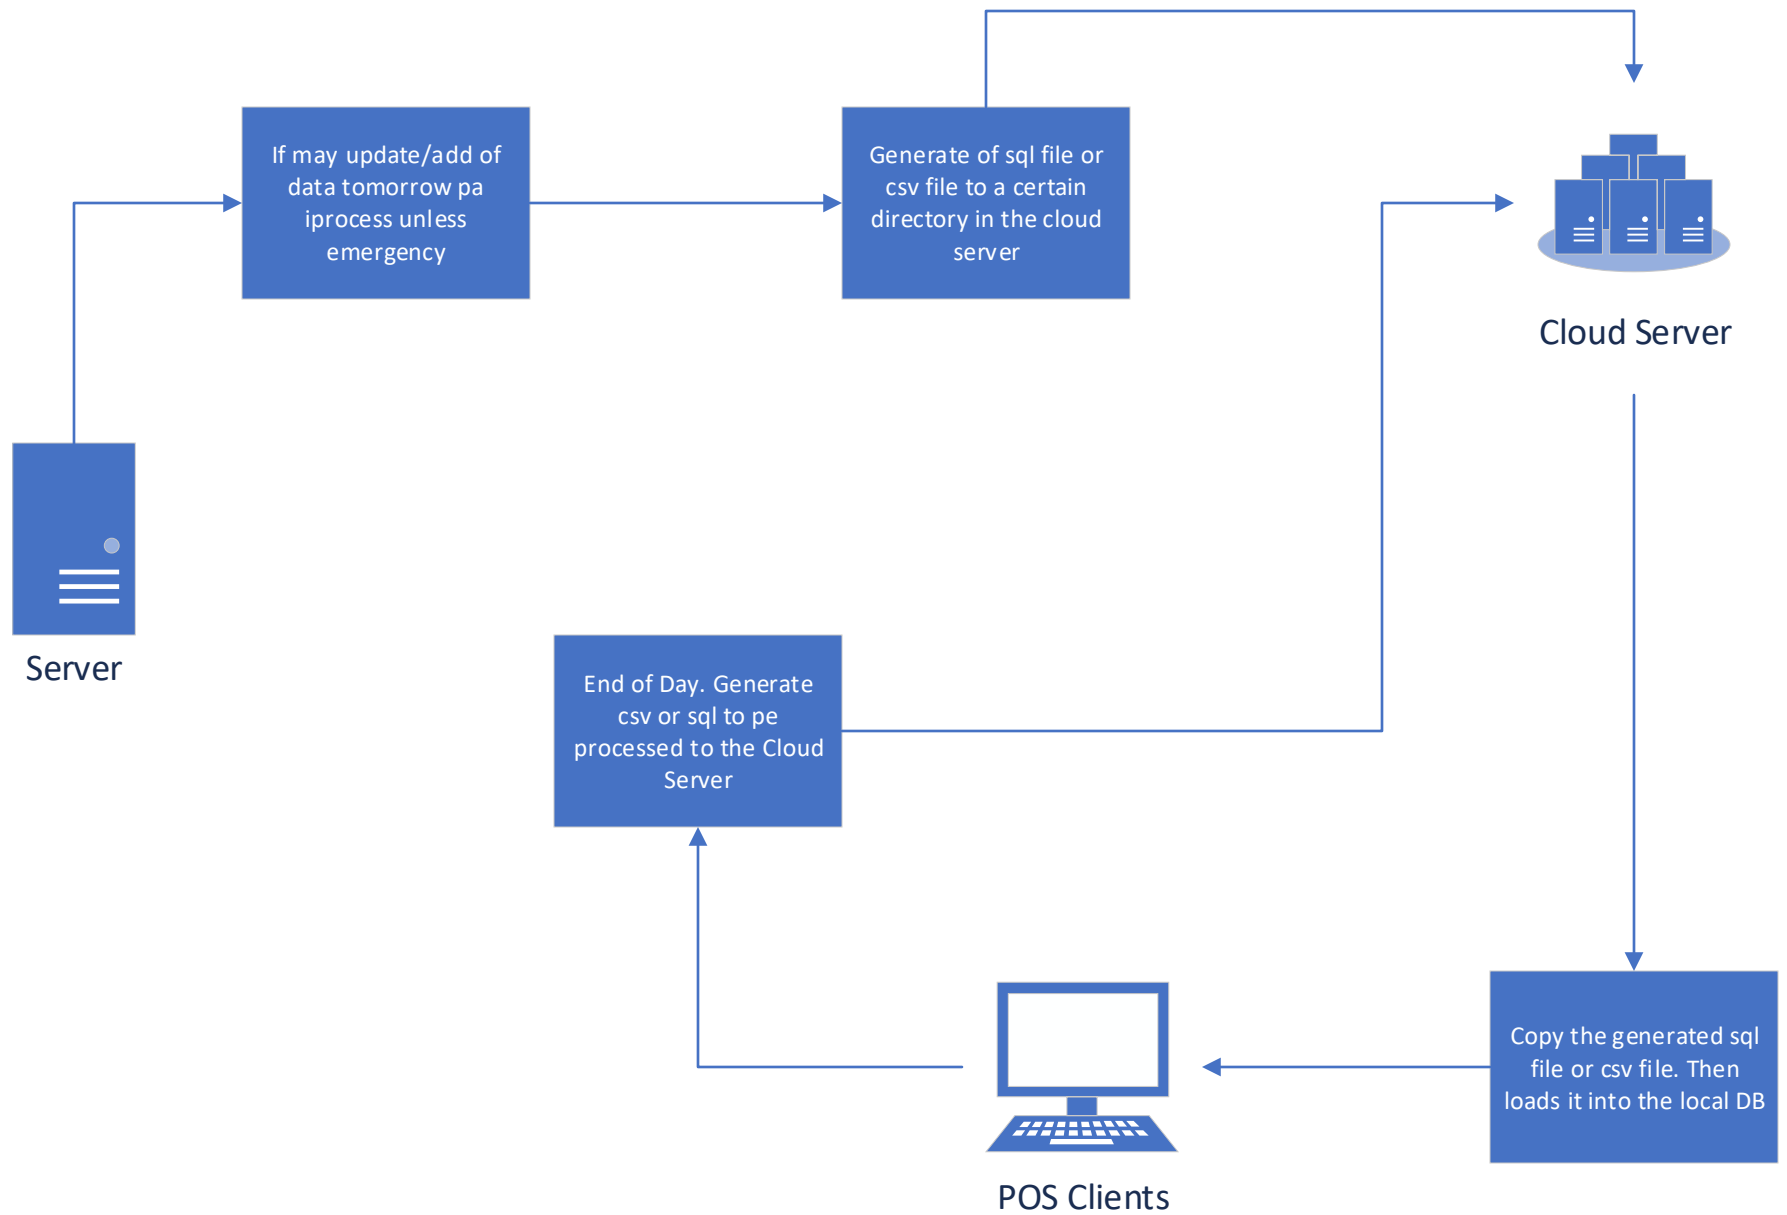 If may update/add of
data tomorrow pa
iprocess unless
emergency
Generate of sql file or
csv file to a certain
directory in the cloud
server
Cloud Server
Server
End of Day. Generate
csv or sql to pe
processed to the Cloud
Server
Copy the generated sql
file or csv file. Then
loads it into the local DB
POS Clients